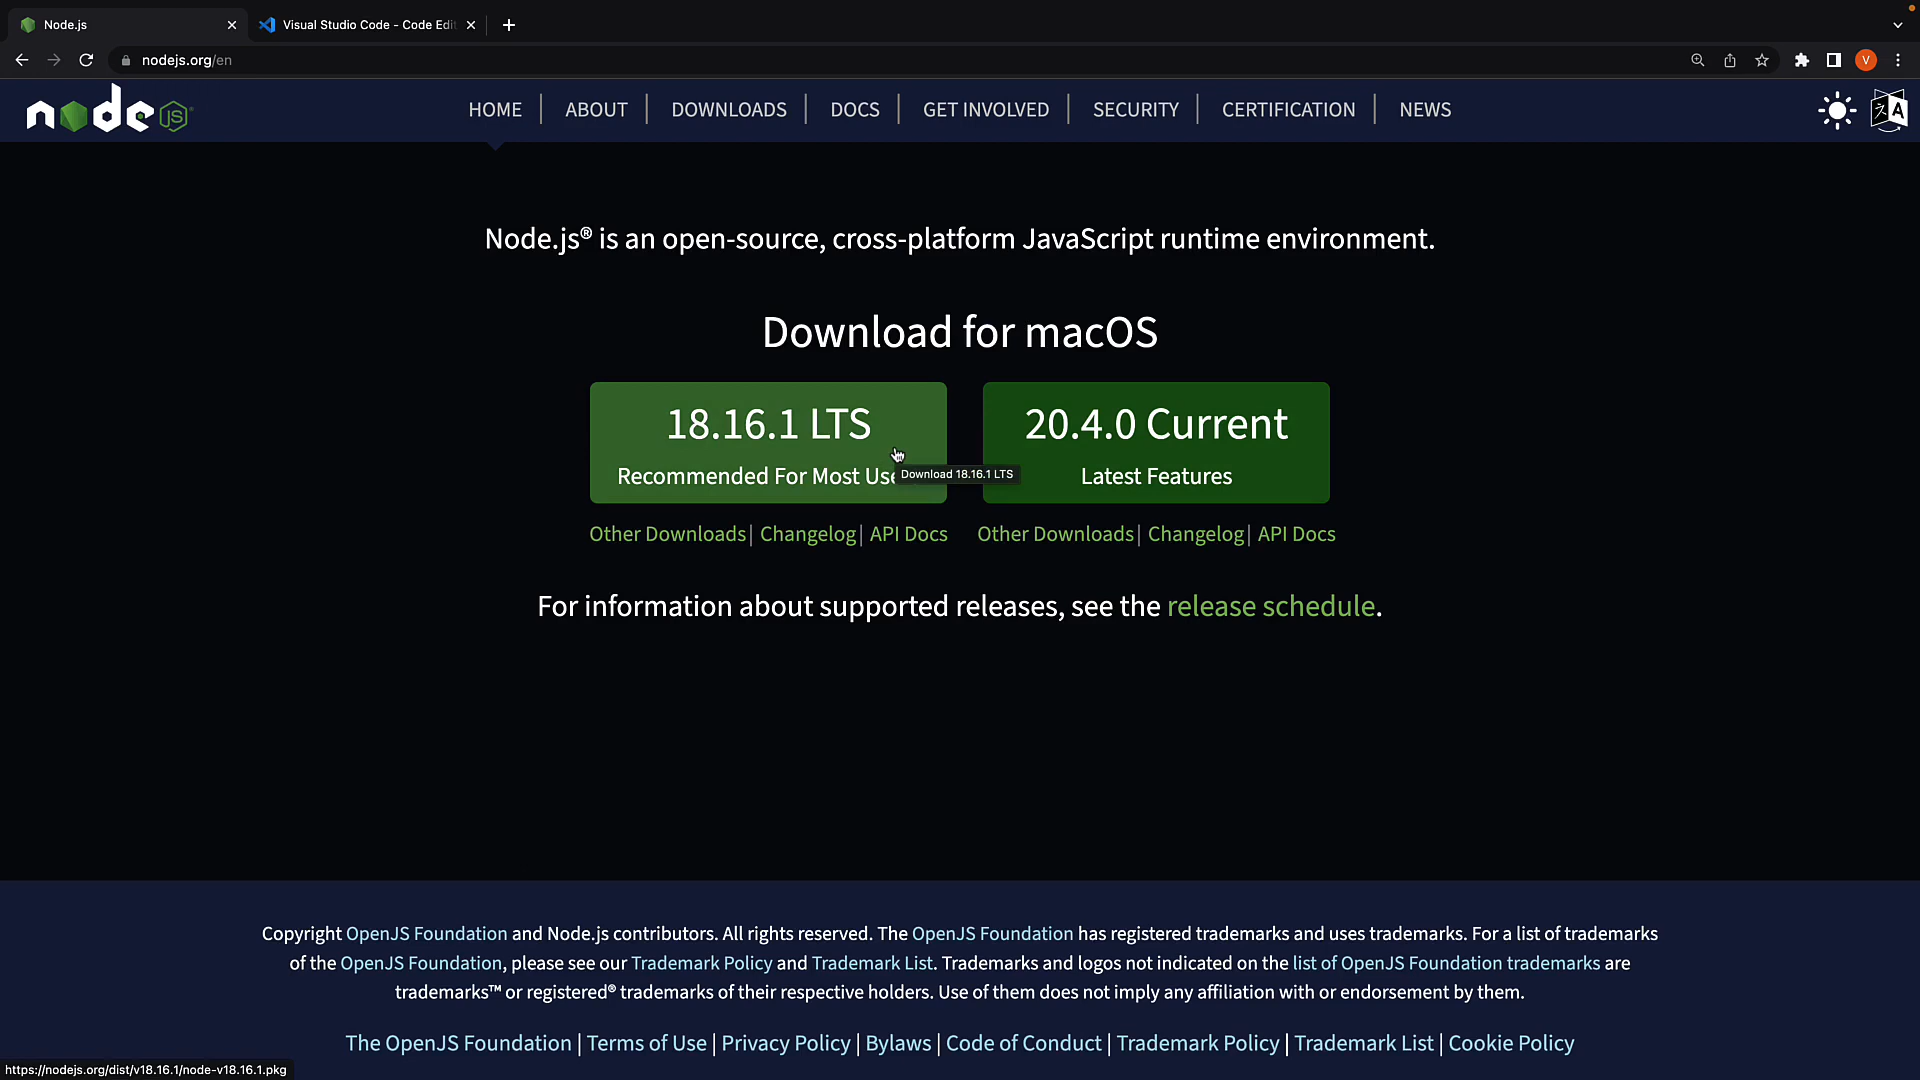 Node.js
Visual Studio Code - Code Edit
nodejs.org/en
V
node JS
HOME
ABOUT
DOWNLOADS
DOCS
GET INVOLVED
SECURITY
CERTIFICATION
NEWS
Node.js® is an open-source, cross-platform JavaScript runtime environment.
Download for macOS
18.16.1 LTS
Recommended For Most Use
Download 18.16.1 LTS
20.4.0 Current
Latest Features
Other Downloads | Changelog | API Docs
Other Downloads | Changelog | API Docs
For information about supported releases, see the release schedule.
Copyright OpenJS Foundation and Node.js contributors. All rights reserved. The OpenJS Foundation has registered trademarks and uses trademarks. For a list of trademarks
of the OpenJS Foundation, please see our Trademark Policy and Trademark List. Trademarks and logos not indicated on the list of OpenJS Foundation trademarks are
trademarks™ or registered® trademarks of their respective holders. Use of them does not imply any affiliation with or endorsement by them.
The OpenJS Foundation | Terms of Use | Privacy Policy | Bylaws | Code of Conduct | Trademark Policy | Trademark List | Cookie Policy
https://nodejs.org/dist/v18.16.1/node-v18.16.1.pkg